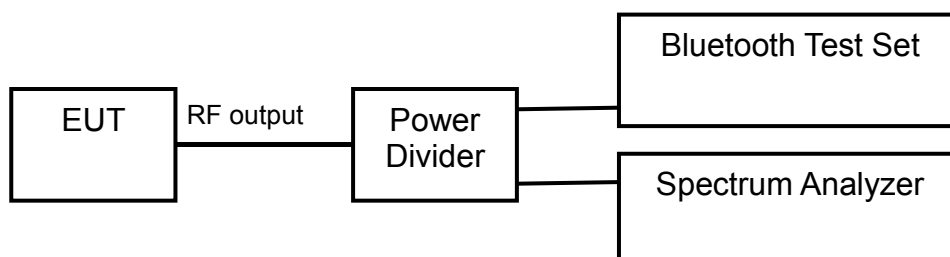 EUT
RF output
Power
Divider
Bluetooth Test Set
Spectrum Analyzer